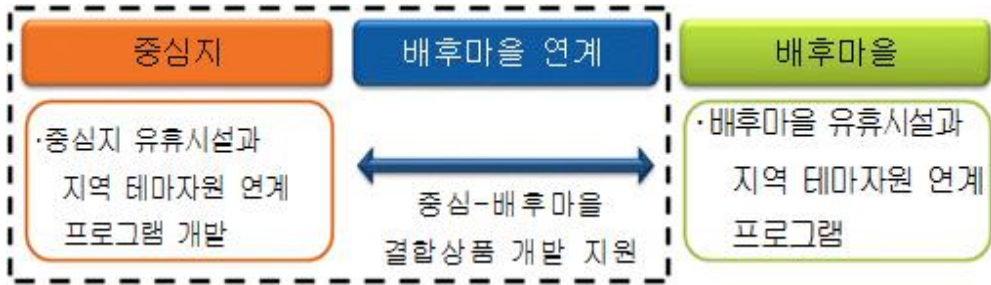 중심지
배후마을 연계
배후마을
·중심지 유휴시설과
지역 테마자원 연계
프로그램 개발
중심-배후마을
결합상품 개발 지원
·배후마을 유휴시설과
지역 테마자원 연계
프로그램